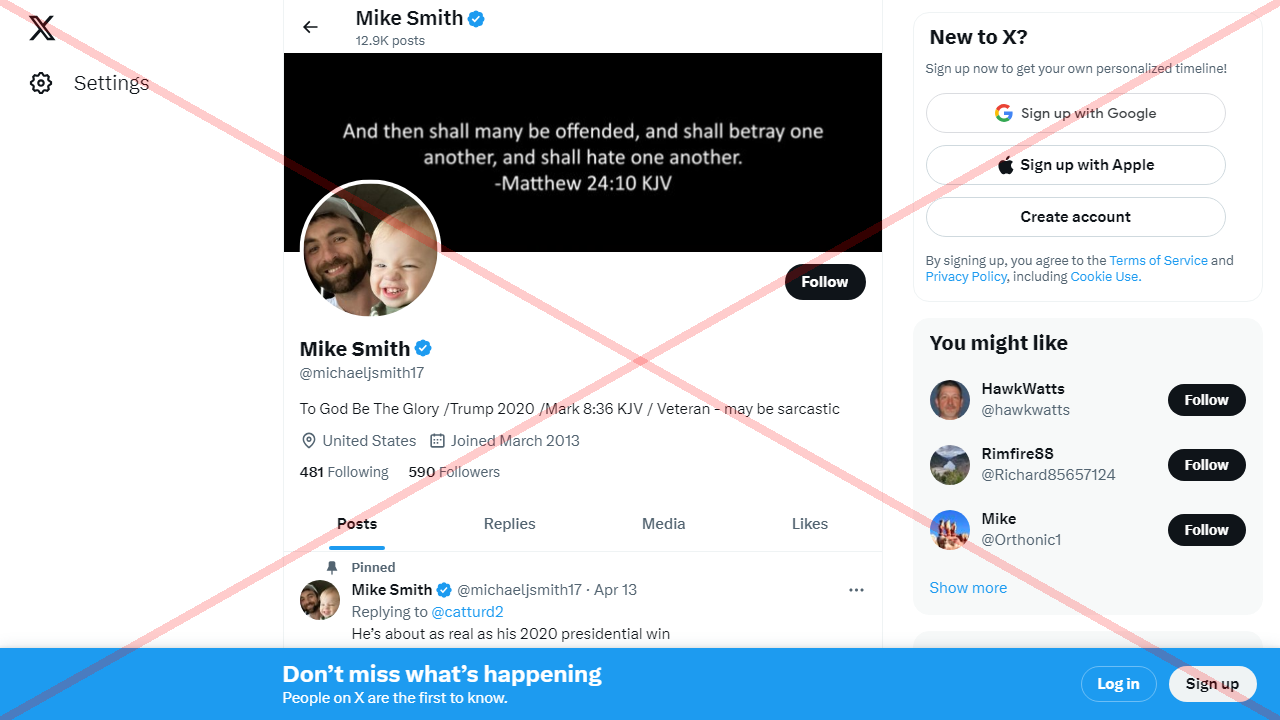 Settings
Mike Smith
12.9K posts
And then shall many be offended, and shall betray one
another, and shall hate one another.
-Matthew 24:10 KJV
Follow
Mike Smith
@michaeljsmith17
To God Be The Glory /Trump 2020 /Mark 8:36 KJV / Veteran - may be sarcastic
United States Joined March 2013
481 Following 590 Followers
Posts Replies Media Likes
Pinned
Mike Smith @michaeljsmith17 · Apr 13
Replying to @catturd2
He’s about as real as his 2020 presidential win
New to X?
Sign up now to get your own personalized timeline!
Sign up with Google
Sign up with Apple
Create account
By signing up, you agree to the Terms of Service and
Privacy Policy, including Cookie Use.
You might like
HawkWatts
@hawkwatts
Follow
Rimfire88
@Richard85657124
Follow
Mike
@Orthonic1
Follow
Show more
Don’t miss what’s happening
People on X are the first to know.
Log in
Sign up